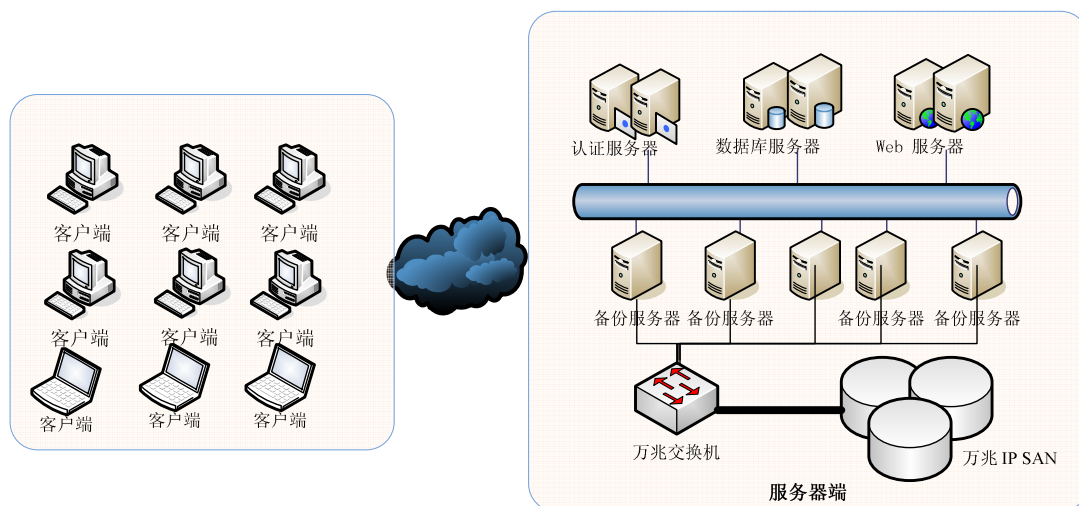 客户端
客户端
客户端
客户端
客户端
客户端
客户端
客户端
客户端
认证服务器
数据库服务器
Web 服务器
备份服务器
备份服务器
备份服务器
备份服务器
万兆交换机
万兆 IP SAN
服务器端